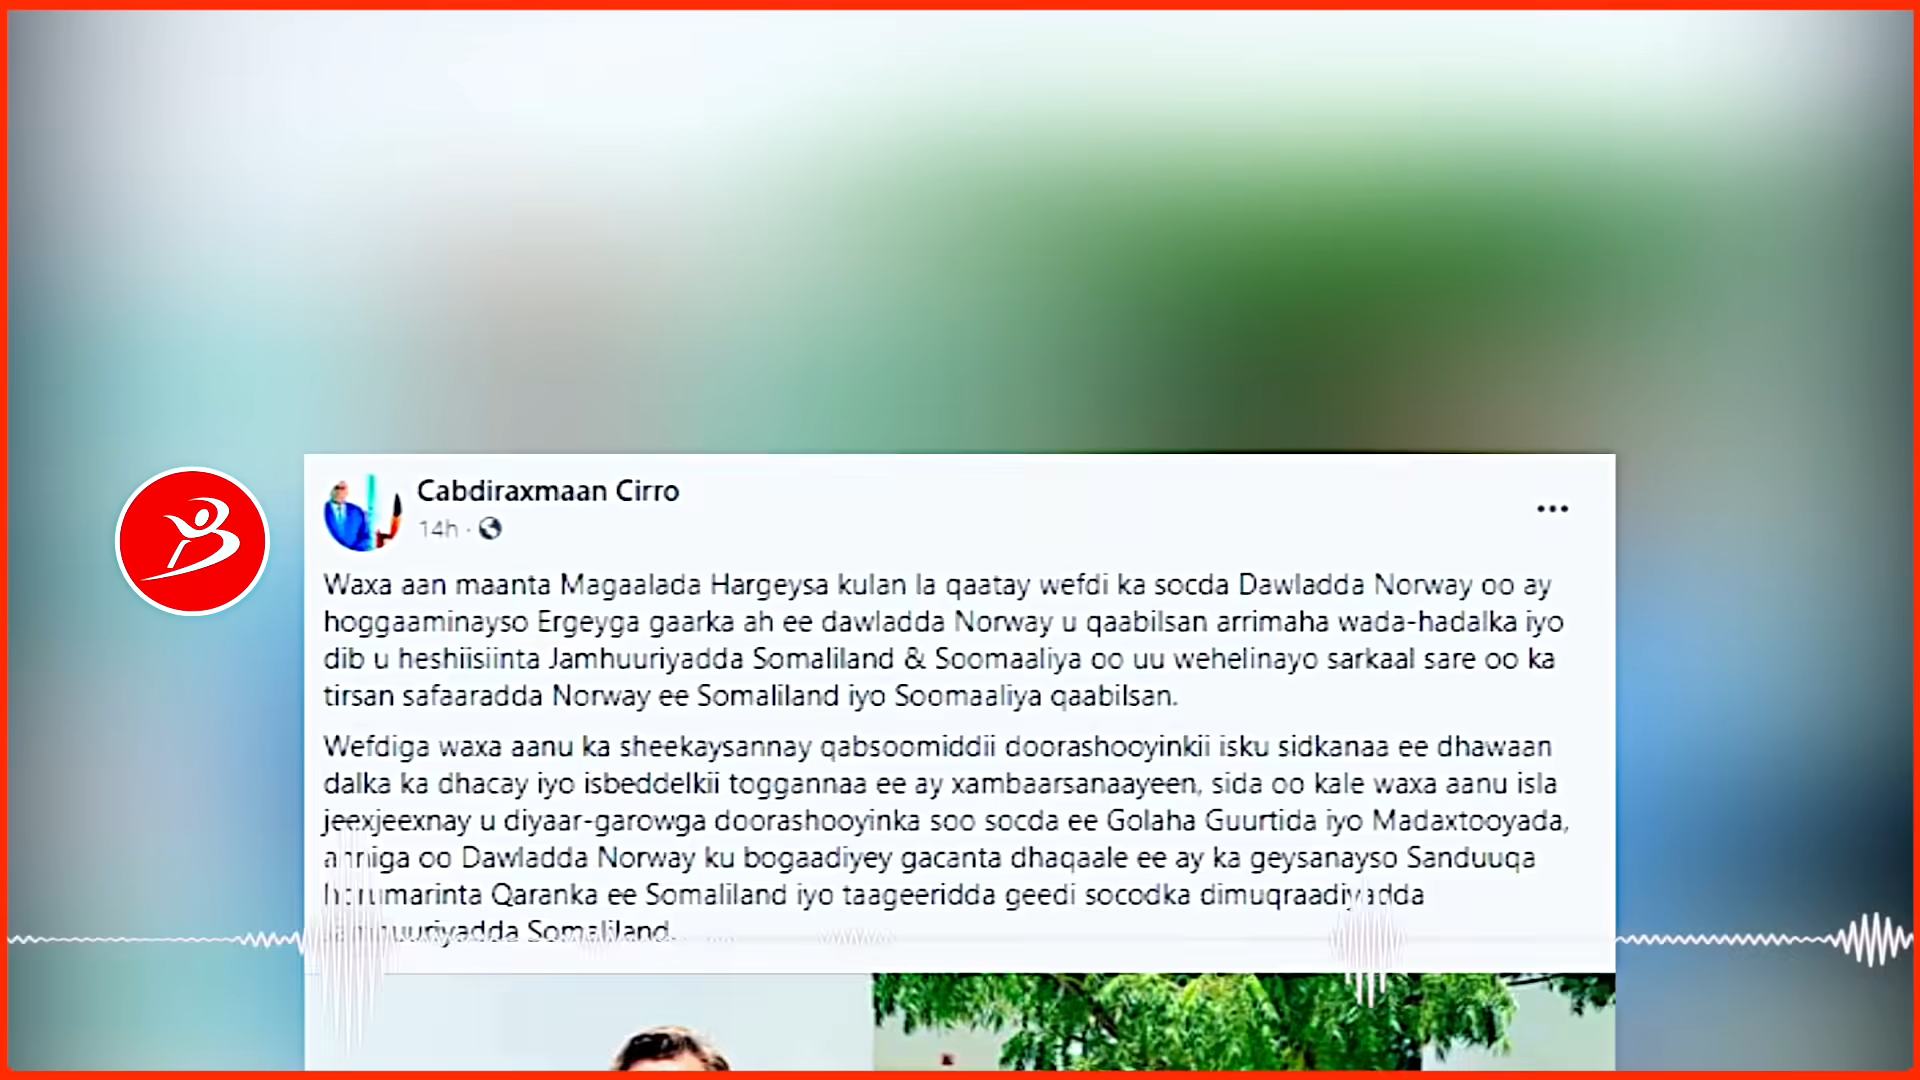 Cabdiraxmaan Cirro
14h ·
Waxa aan maanta Magaalada Hargeysa kulan la qaatay wefdi ka socda Dawladda Norway oo ay
hoggaaminayso Ergeyga gaarka ah ee dawladda Norway u qaabilsan arrimaha wada-hadalka iyo
dib u heshiisiinta Jamhuuriyadda Somaliland & Soomaaliya oo uu wehelinayo sarkaal sare oo ka
tirsan safaaradda Norway ee Somaliland iyo Soomaaliya qaabilsan.
Wefdiga waxa aanu ka sheekaysannay qabsoomiddii doorashooyinkii isku sidkanaa ee dhawaan
dalka ka dhacay iyo isbeddelkii toggannaa ee ay xambaarsanaayeen, sida oo kale waxa aanu isla
jeexjeexnay u diyaar-garowga doorashooyinka soo socda ee Golaha Guurtida iyo Madaxtooyada,
aniga oo Dawladda Norway ku bogaadiyey gacanta dhaqaale ee ay ka geysanayso Sanduuqa
horumarinta Qaranka ee Somaliland iyo taageeridda geedi socodka dimuqraadiyadda
Jamhuuriyadda Somaliland.